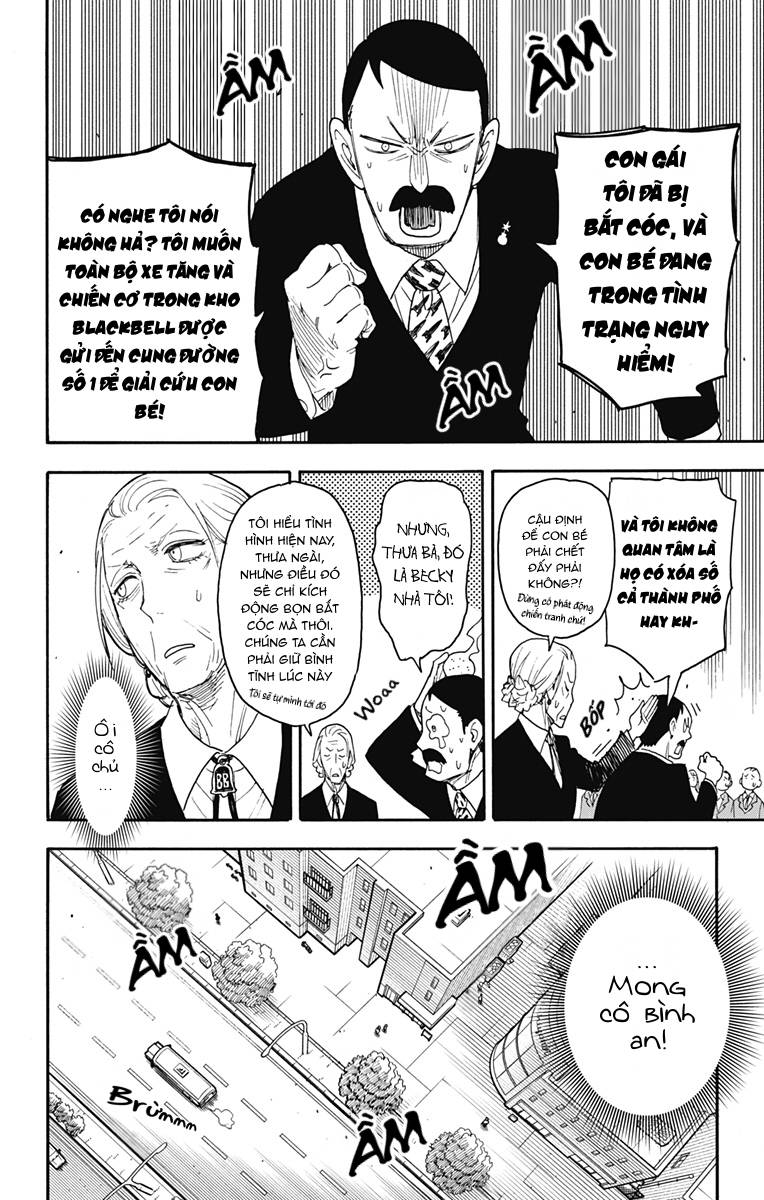 ẦM
ẦM
CON GÁI
TÔI ĐÃ BỊ
BẮT CÓC, VÀ
CON BÉ ĐANG
TRONG TÌNH
TRẠNG NGUY
HIỂM!
CÓ NGHE TÔI NÓI
KHÔNG HẢ? TÔI MUỐN
TOÀN BỘ XE TĂNG VÀ
CHIẾN CƠ TRONG KHO
BLACKBELL ĐƯỢC
GỬI ĐẾN CUNG ĐƯỜNG
SỐ 1 ĐỂ GIẢI CỨU CON
BÉ!
ẦM
VÀ TÔI KHÔNG
QUAN TÂM LÀ
HỌ CÓ XÓA SỔ
CẢ THÀNH PHỐ
HAY KH-
CẬU ĐỊNH
ĐỂ CON BÉ
PHẢI CHẾT
ĐẤY PHẢI
KHÔNG?!
Đừng có phát động
chiến tranh chứ!
BỐP
NHƯNG,
THƯA BÀ, ĐÓ
LÀ BECKY
NHÀ TÔI!
Woaa
TÔI HIỂU TÌNH
HÌNH HIỆN NAY,
THƯA NGÀI,
NHƯNG ĐIỀU ĐÓ
SẼ CHỈ KÍCH
ĐỘNG BỌN BẮT
CÓC MÀ THÔI.
CHÚNG TA CẦN
PHẢI GIỮ BÌNH
TĨNH LÚC NÀY
Tôi sẽ tự mình tới đó
BB
Ôi
cô
chủ
...
...
Mong
cô bình
an!
ẦM
ẦM
Brừmmm
ẦM